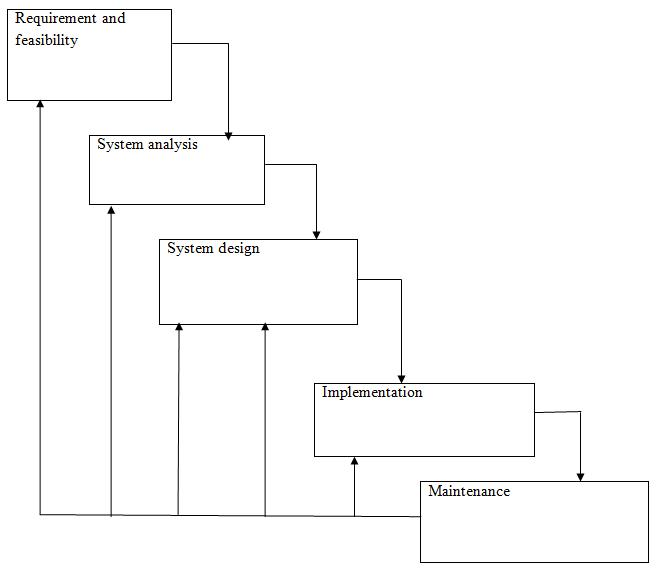 Requirement and
feasibility
System analysis
System design
Implementation
Maintenance